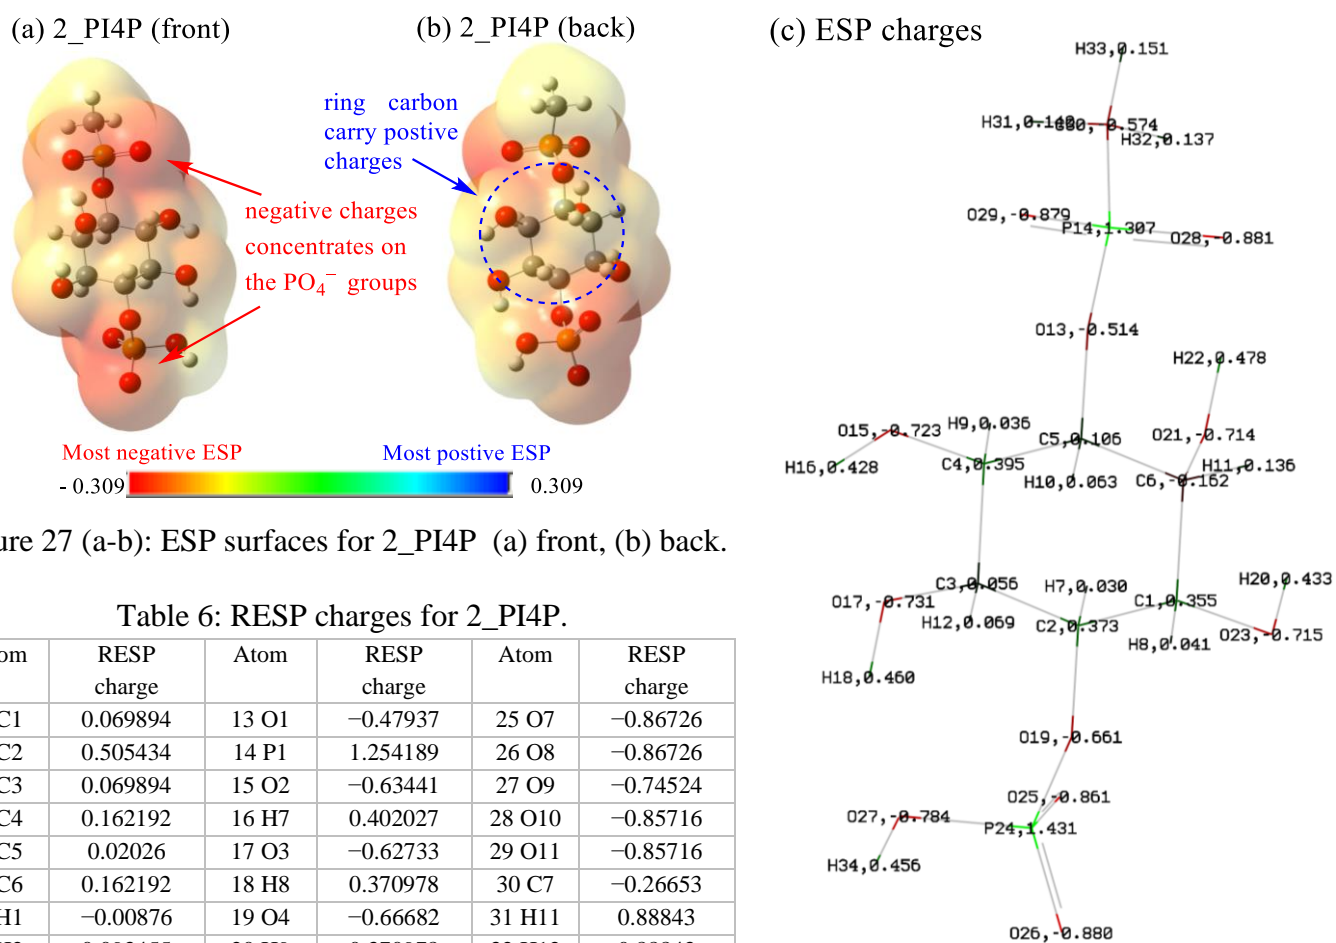 (a) 2_PI4P (front)
(b) 2_PI4P (back)
ring carbon
carry postive
charges
negative charges
concentrates on
the PO4− groups
Most negative ESP
Most postive ESP
- 0.309
0.309
ure 27 (a-b): ESP surfaces for 2_PI4P (a) front, (b) back.
Table 6: RESP charges for 2_PI4P.
om RESP charge Atom RESP charge Atom RESP charge
C1 0.069894 13 O1 −0.47937 25 O7 −0.86726
C2 0.505434 14 P1 1.254189 26 O8 −0.86726
C3 0.069894 15 O2 −0.63441 27 O9 −0.74524
C4 0.162192 16 H7 0.402027 28 O10 −0.85716
C5 0.02026 17 O3 −0.62733 29 O11 −0.85716
C6 0.162192 18 H8 0.370978 30 C7 −0.26653
H1 −0.00876 19 O4 −0.66682 31 H11 0.88843
(c) ESP charges
H33,0.151
H31, -0.574
H32,0.137
O29,-0.879
P14,1.307
O28,-0.881
O13,-0.514
H22,0.478
O15,-0.723
H9,0.036
C5,0.106
O21,-0.714
H16,0.428
C4,0.395
H10,0.063
C6,-0.162
H11,0.136
C3,0.056
H7,0.030
H20,0.433
O17,-0.731
C1,0.355
H12,0.069
C2,0.373
H8,0.041
O23,-0.715
H18,0.460
O19,-0.661
O25,-0.861
O27,-0.784
P24,1.431
H34,0.456
O26,-0.880